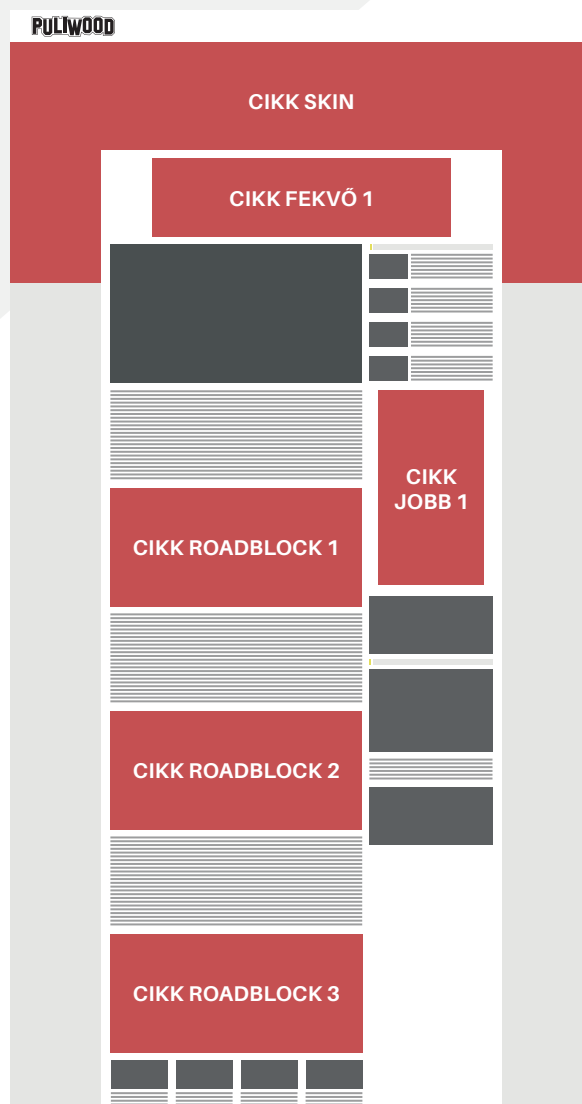 PULIWOOD
CIKK SKIN
CIKK FEKVŐ 1
CIKK
JOBB 1
CIKK ROADBLOCK 1
CIKK ROADBLOCK 2
CIKK ROADBLOCK 3